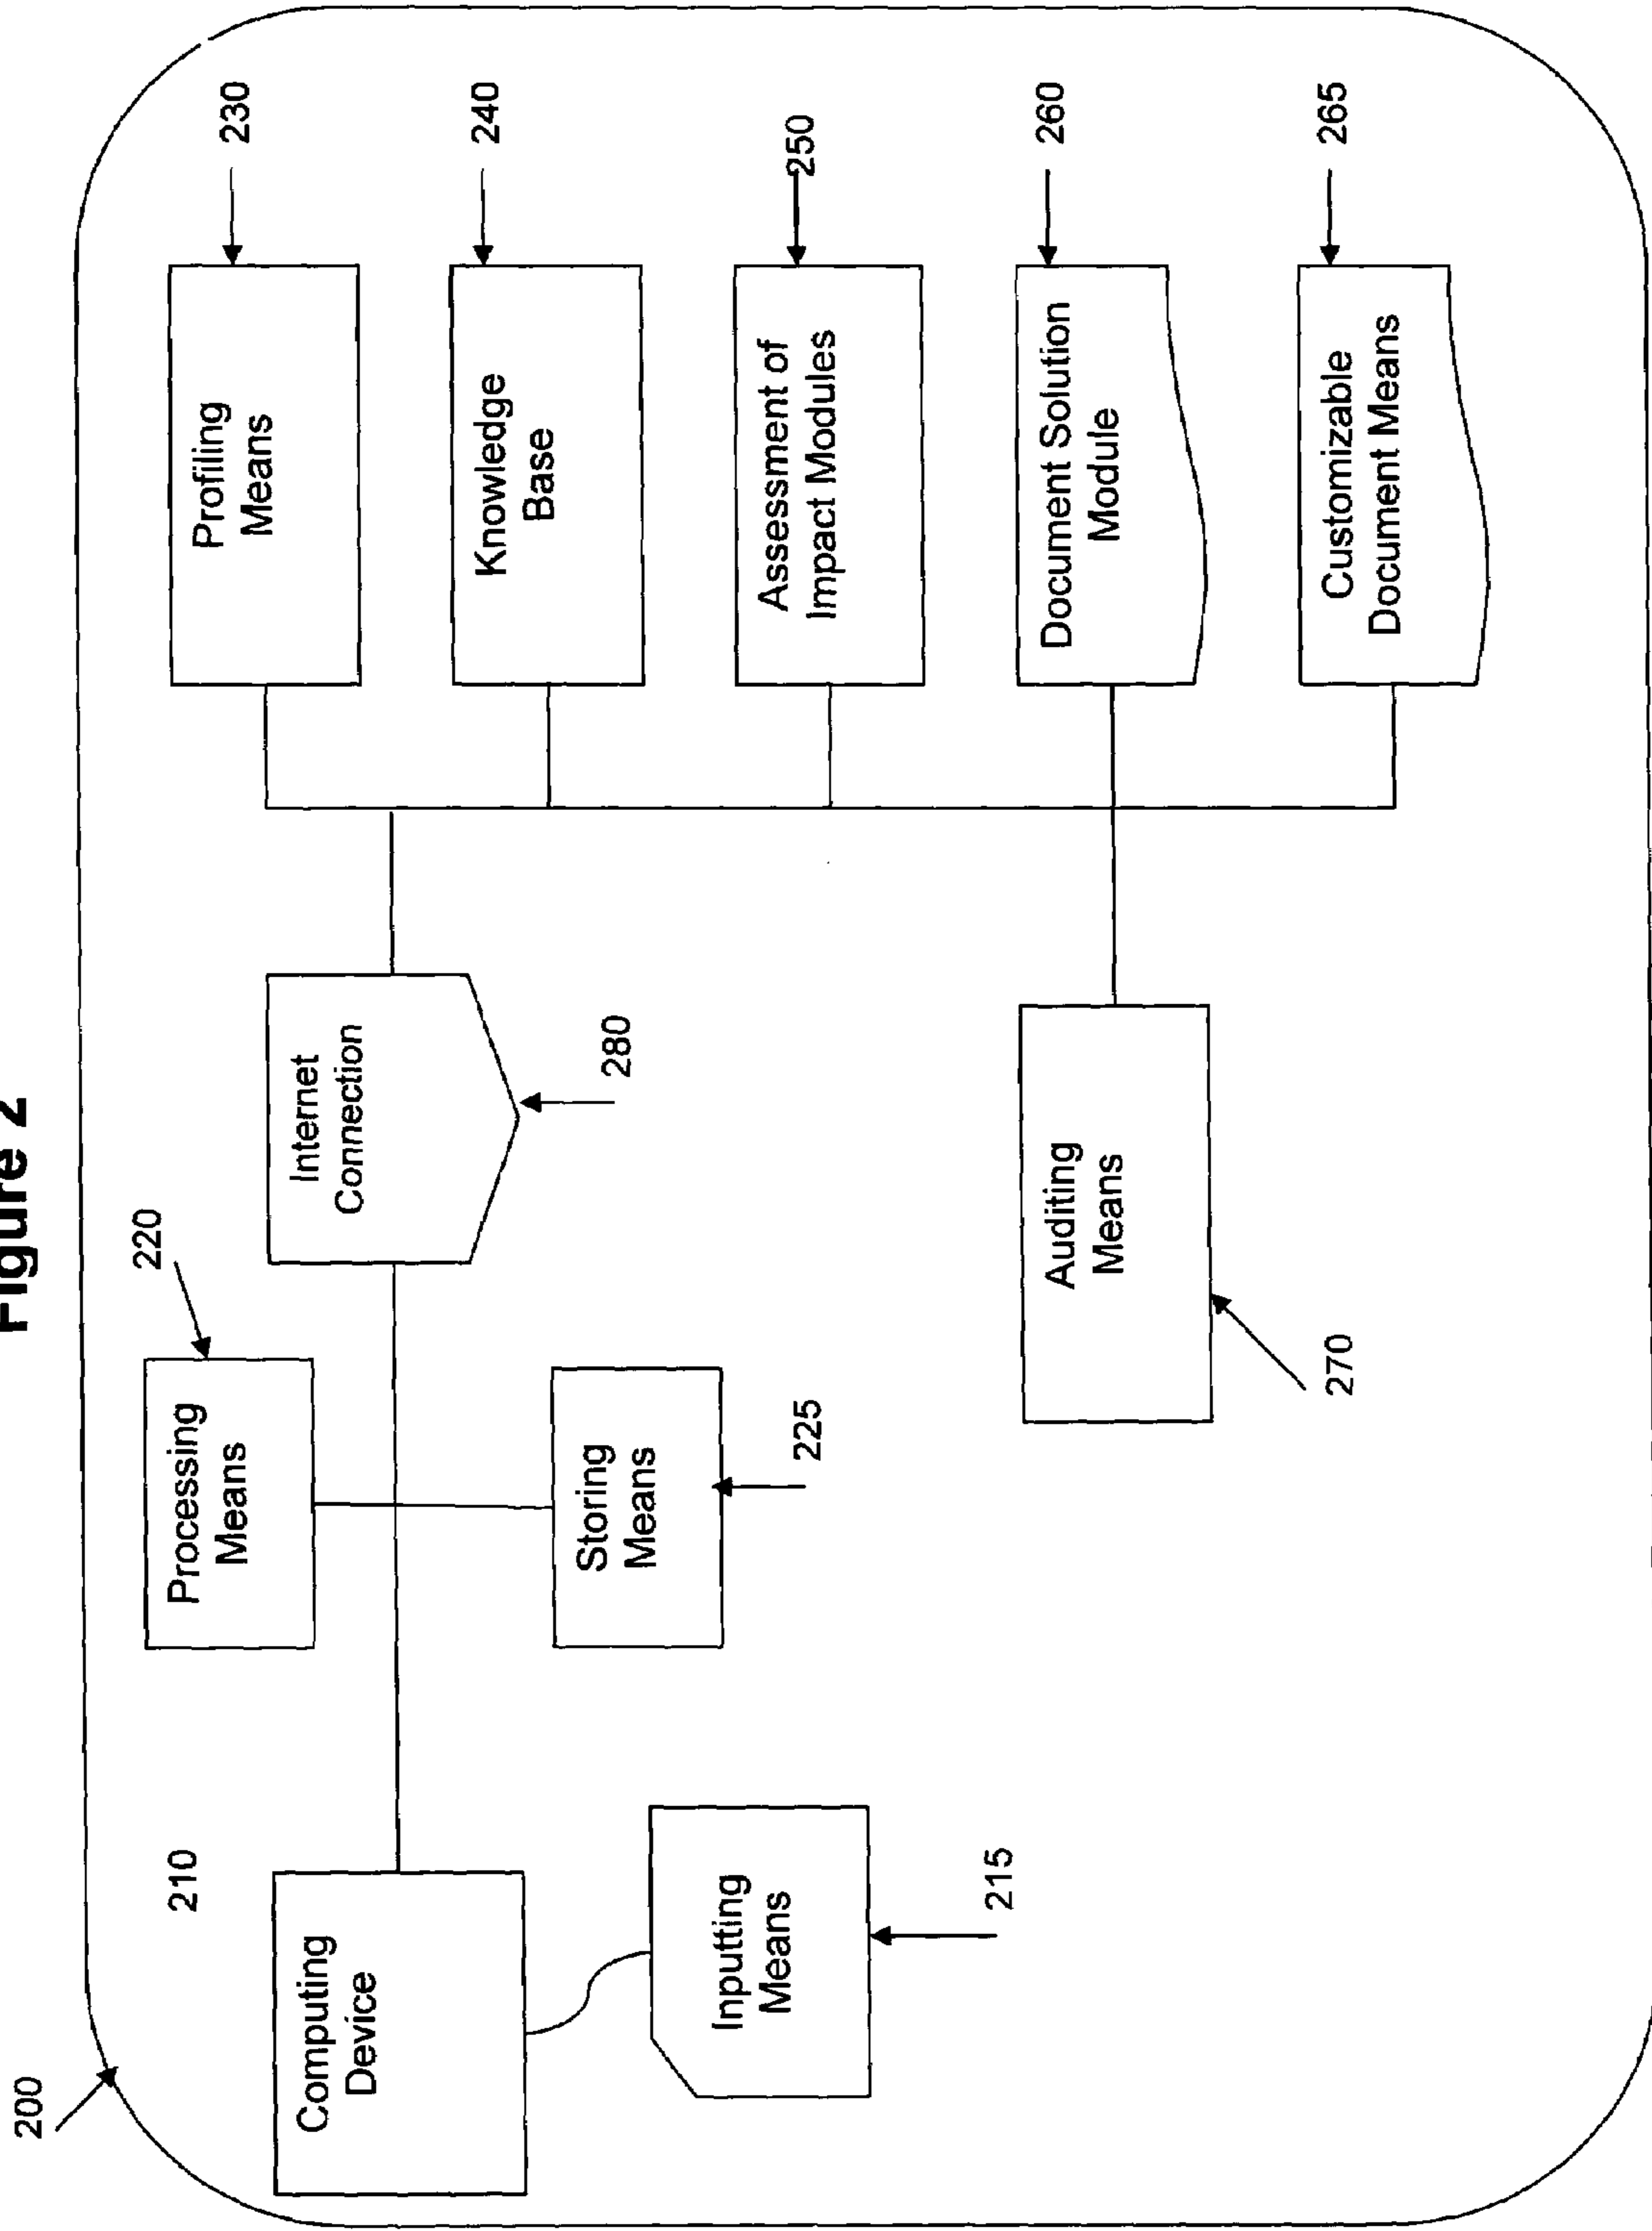 Figure 2
200
210
Computing
Device
Inputting
Means
215
220
Processing
Means
Storing
Means
225
Internet
Connection
280
Auditing
Means
270
Profiling
Means
230
Knowledge
Base
240
Assessment of
Impact Modules
250
Document Solution
Module
260
Customizable
Document Means
265